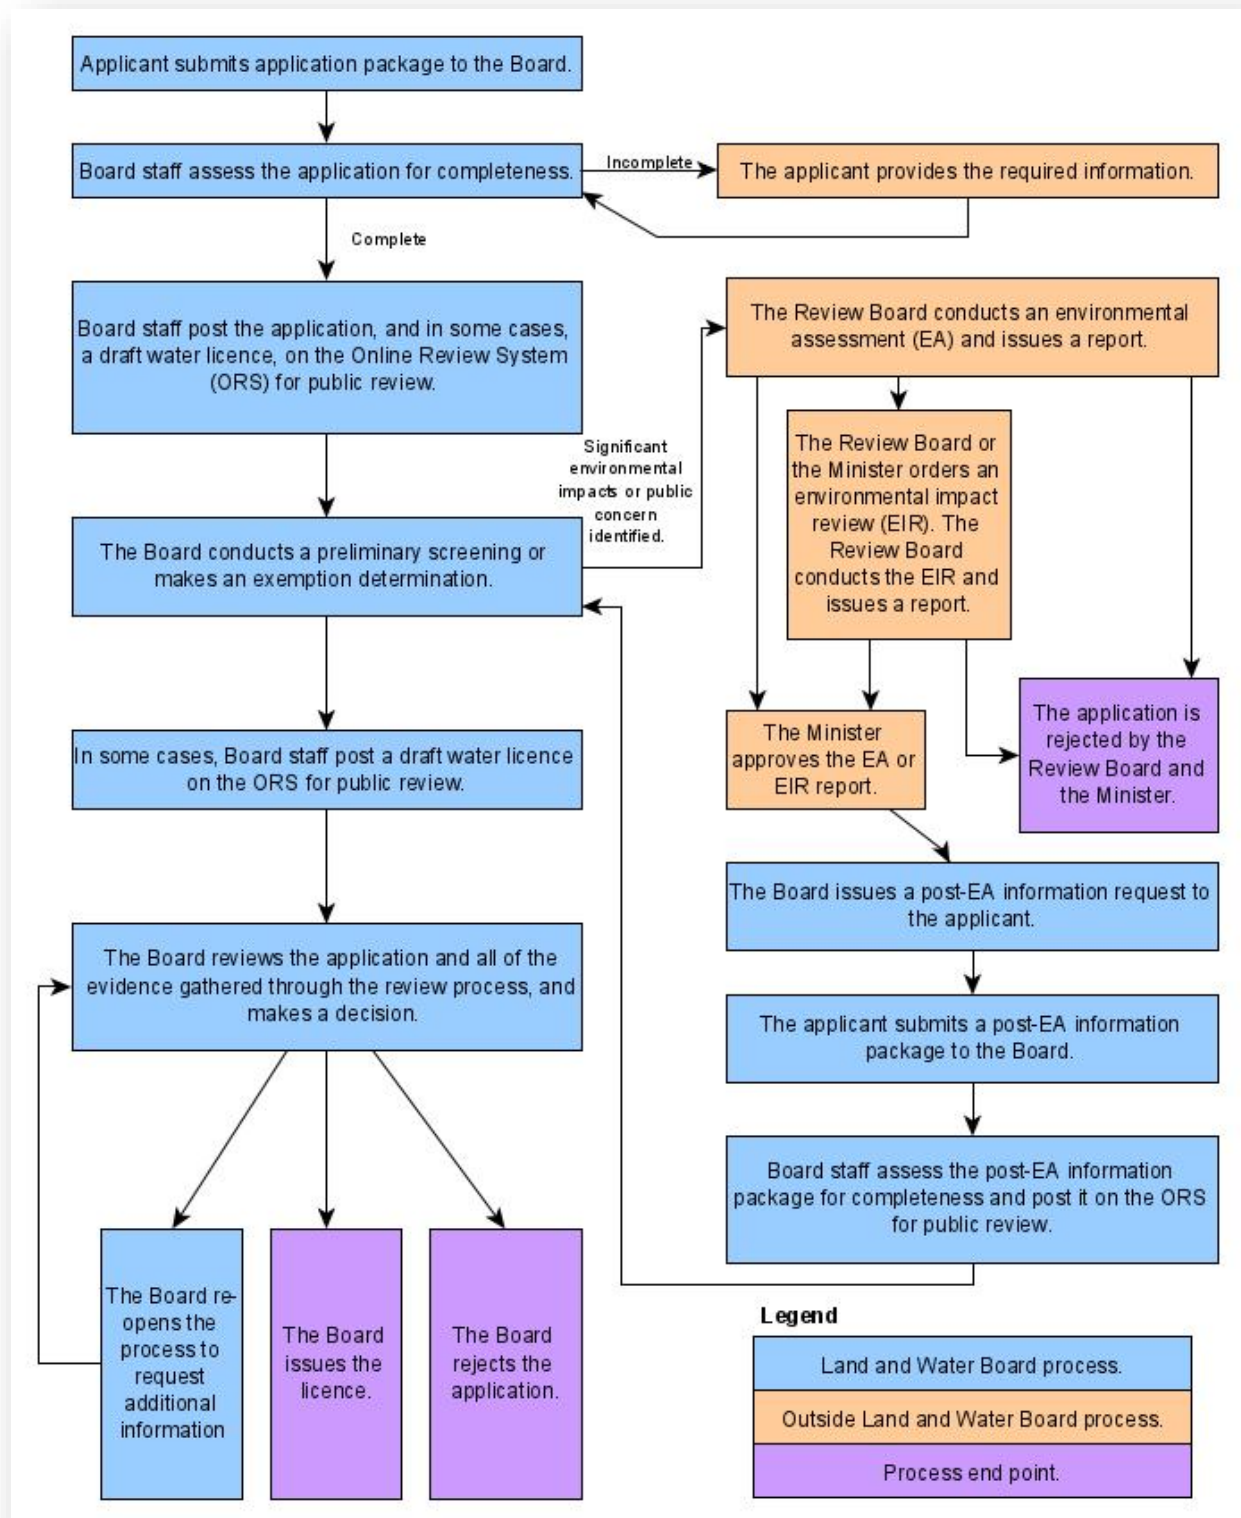 Applicant submits application package to the Board.
Board staff assess the application for completeness.
Incomplete
The applicant provides the required information.
Complete
Board staff post the application, and in some cases,
a draft water licence, on the Online Review System
(ORS) for public review.
The Review Board conducts an environmental
assessment (EA) and issues a report.
Significant
environmental
impacts or public
concern
identified.
The Review Board or
the Minister orders an
environmental impact
review (EIR). The
Review Board
conducts the EIR and
issues a report.
The Board conducts a preliminary screening or
makes an exemption determination.
In some cases, Board staff post a draft water licence
on the ORS for public review.
The Minister
approves the EA or
EIR report.
The application is
rejected by the
Review Board and
the Minister.
The Board issues a post-EA information request to
the applicant.
The Board reviews the application and all of the
evidence gathered through the review process, and
makes a decision.
The applicant submits a post-EA information
package to the Board.
Board staff assess the post-EA information
package for completeness and post it on the ORS
for public review.
The Board re-
opens the
process to
request
additional
information
The Board
issues the
licence.
The Board
rejects the
application.
Legend
Land and Water Board process.
Outside Land and Water Board process.
Process end point.